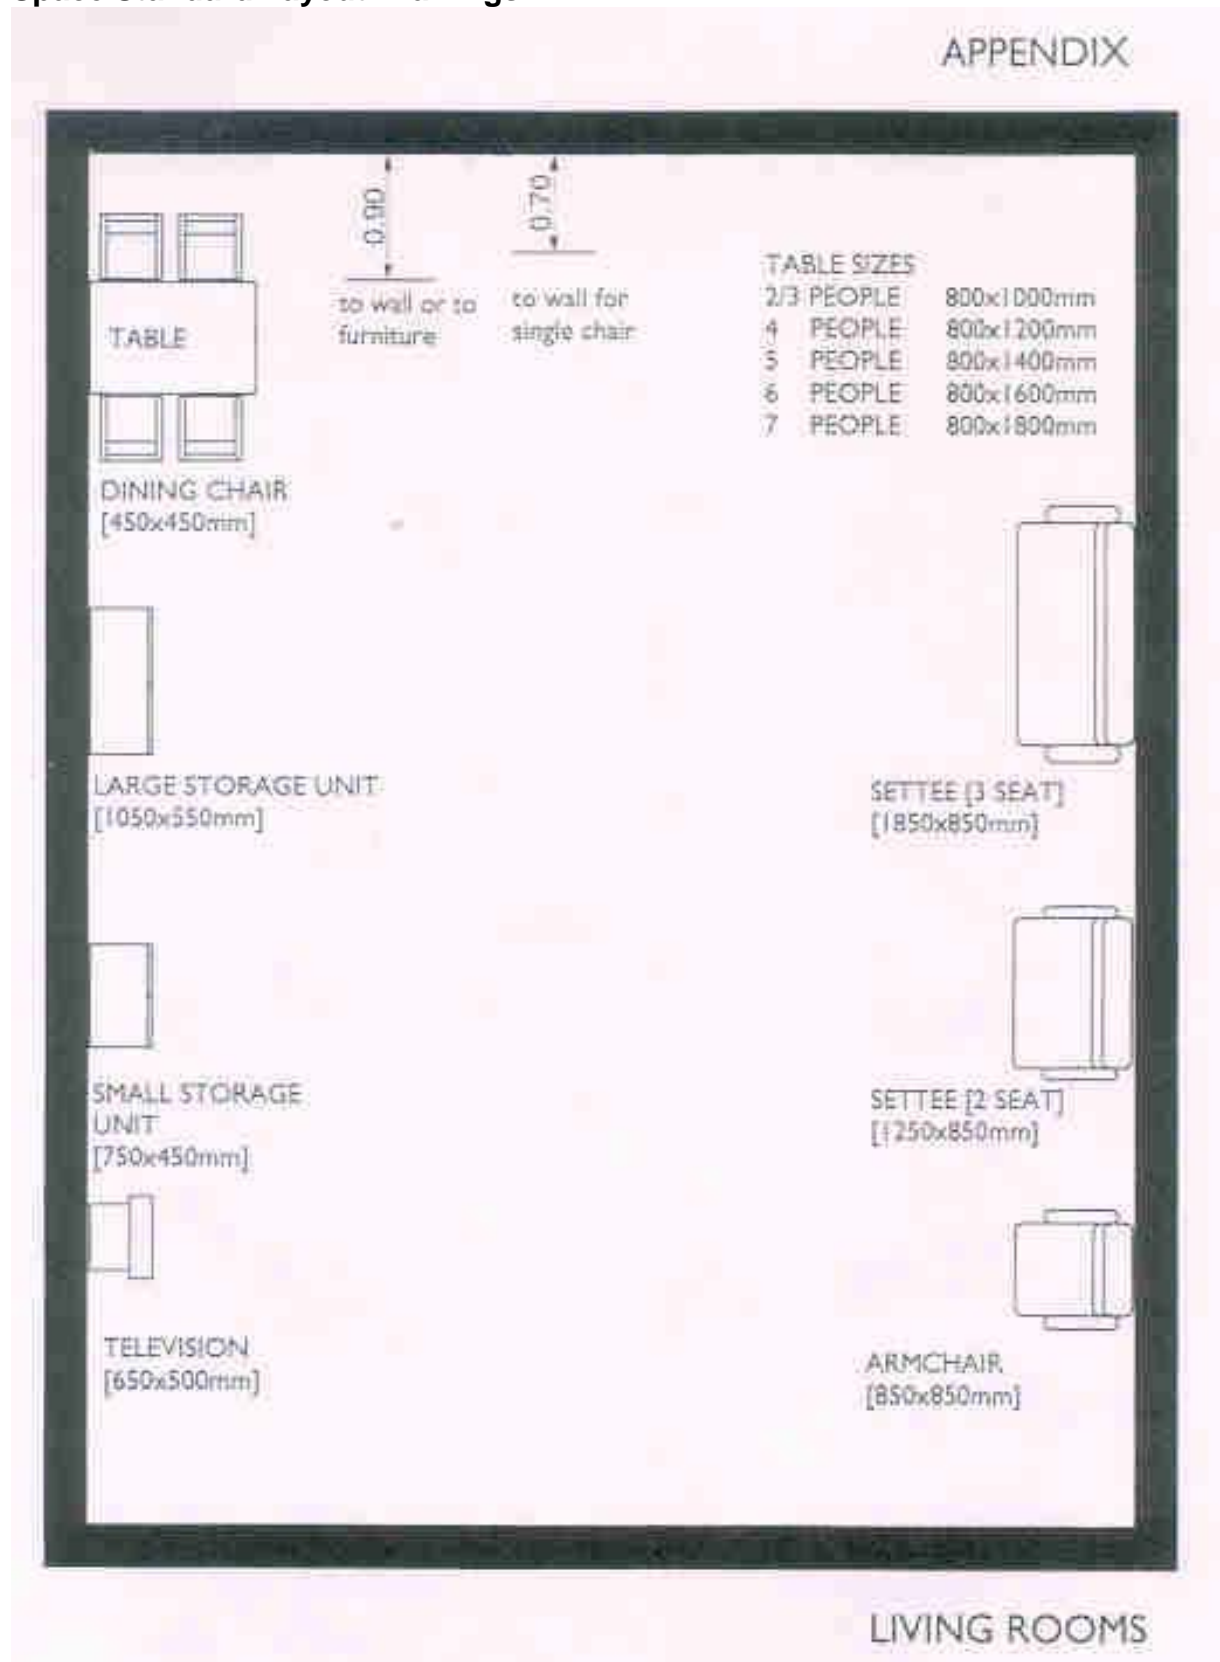 APPENDIX
0.90
0.70
to wall or to
furniture
to wall for
single chair
TABLE SIZES
2/3 PEOPLE 800x1000mm
4 PEOPLE 800x1200mm
5 PEOPLE 800x1400mm
6 PEOPLE 800x1600mm
7 PEOPLE 800x1800mm
TABLE
DINING CHAIR
[450x450mm]
LARGE STORAGE UNIT
[1050x550mm]
SETTEE [3 SEAT]
[1850x850mm]
SMALL STORAGE
UNIT
[750x450mm]
SETTEE [2 SEAT]
[1250x850mm]
TELEVISION
[650x500mm]
ARMCHAIR
[850x850mm]
LIVING ROOMS